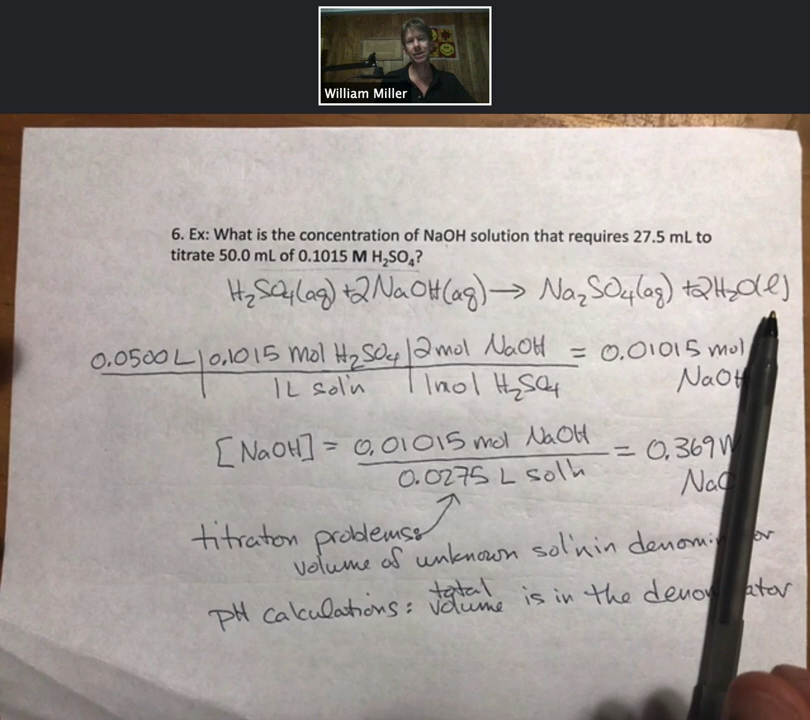 William Miller
6. Ex: What is the concentration of NaOH solution that requires 27.5 mL to
titrate 50.0 mL of 0.1015 M H₂SO₄?
H₂SO₄(aq) + 2NaOH(aq) → Na₂SO₄(aq) + 2H₂O(l)
0.0500 L | 0.1015 mol H₂SO₄ | 2 mol NaOH = 0.01015 mol
| 1L sol'n | 1 mol H₂SO₄ NaOH
[NaOH] = 0.01015 mol NaOH = 0.369
0.0275 L sol'n
titration problems:
volume of unknown sol'n in
pH calculations: total volume is in the